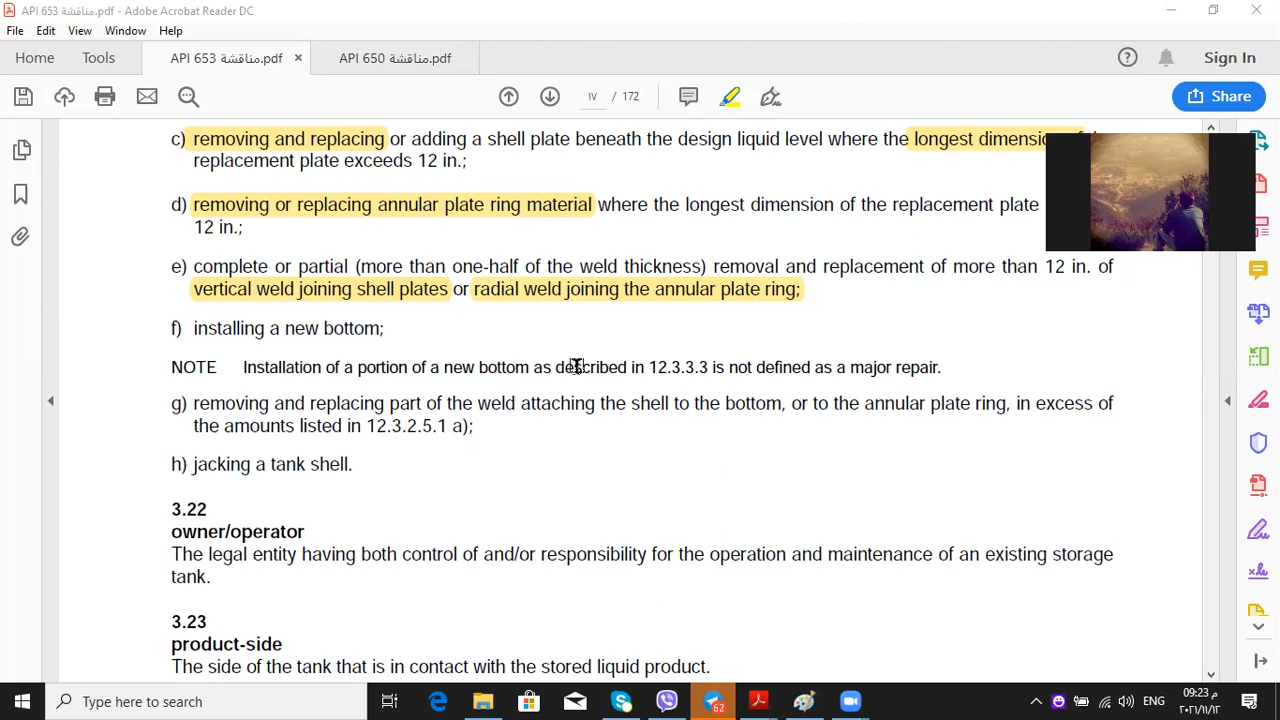 API 653 مناقشة.pdf - Adobe Acrobat Reader DC
File Edit View Window Help
Home Tools API 653 مناقشة.pdf × API 650 مناقشة.pdf Sign In
١٧ / 172 Share
c) removing and replacing or adding a shell plate beneath the design liquid level where the longest dimensio
replacement plate exceeds 12 in.;
d) removing or replacing annular plate ring material where the longest dimension of the replacement plate
12 in.;
e) complete or partial (more than one-half of the weld thickness) removal and replacement of more than 12 in. of
vertical weld joining shell plates or radial weld joining the annular plate ring;
f) installing a new bottom;
NOTE Installation of a portion of a new bottom as described in 12.3.3.3 is not defined as a major repair.
g) removing and replacing part of the weld attaching the shell to the bottom, or to the annular plate ring, in excess of
the amounts listed in 12.3.2.5.1 a);
h) jacking a tank shell.
3.22
owner/operator
The legal entity having both control of and/or responsibility for the operation and maintenance of an existing storage
tank.
3.23
product-side
The side of the tank that is in contact with the stored liquid product.
Type here to search
62
ENG
09:23 م
٢٠٢١/١١/١٢